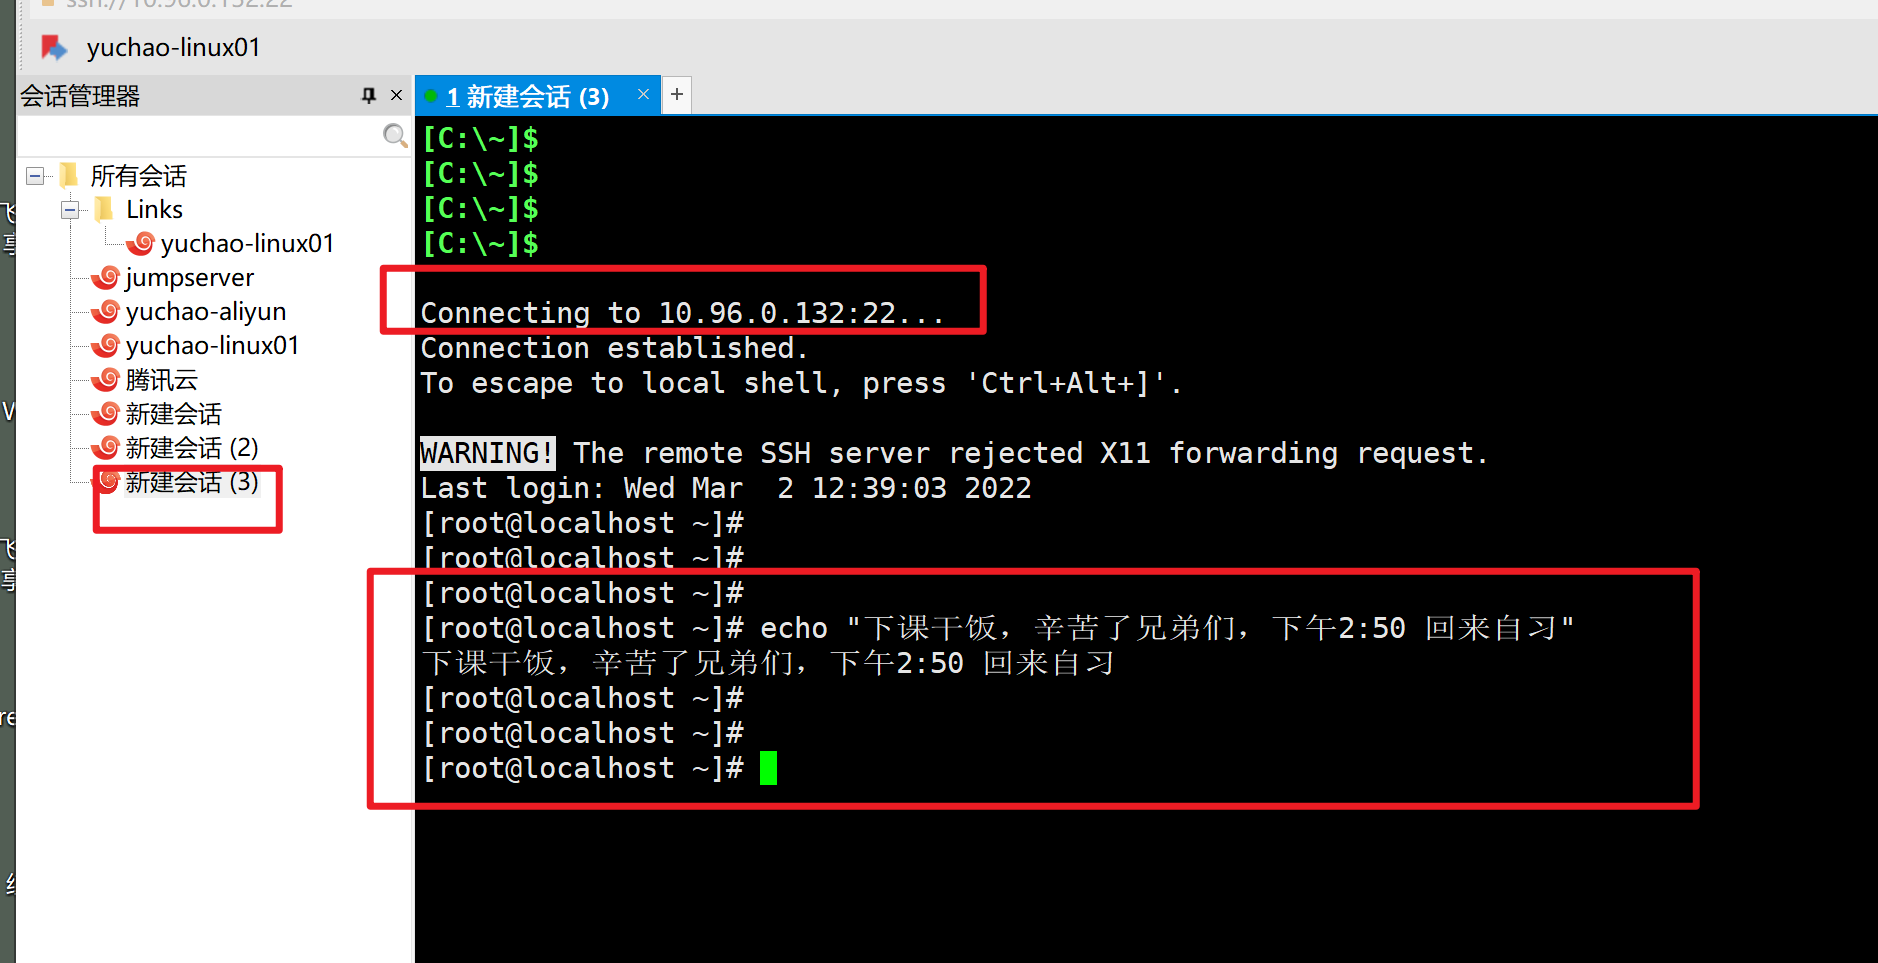 ssh://10.96.0.132:22
yuchao-linux01
会话管理器
1 新建会话 (3)
所有会话
Links
yuchao-linux01
jumpserver
yuchao-aliyun
yuchao-linux01
腾讯云
新建会话
新建会话 (2)
新建会话 (3)
[C:\~]$
[C:\~]$
[C:\~]$
[C:\~]$
Connecting to 10.96.0.132:22...
Connection established.
To escape to local shell, press 'Ctrl+Alt+]'.
WARNING! The remote SSH server rejected X11 forwarding request.
Last login: Wed Mar  2 12:39:03 2022
[root@localhost ~]#
[root@localhost ~]#
[root@localhost ~]#
[root@localhost ~]# echo "下课干饭，辛苦了兄弟们，下午2:50 回来自习"
下课干饭，辛苦了兄弟们，下午2:50 回来自习
[root@localhost ~]#
[root@localhost ~]#
[root@localhost ~]#